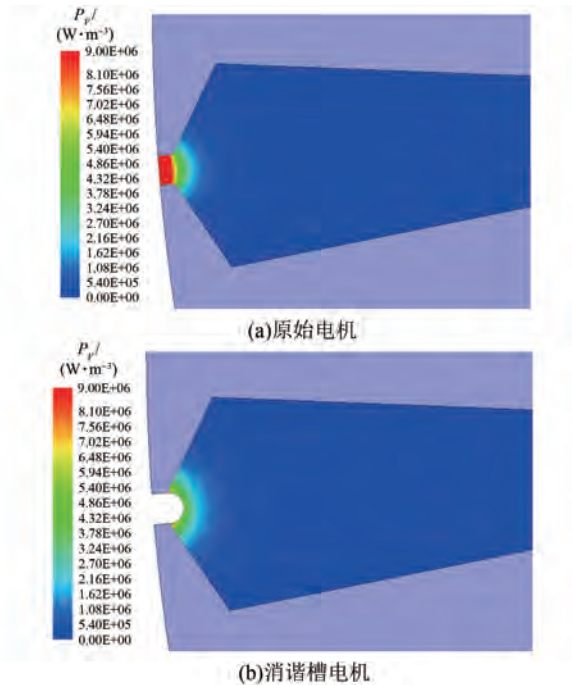 P_V/
(W·m⁻³)
9.00E+06
8.10E+06
7.56E+06
7.02E+06
6.48E+06
5.94E+06
5.40E+06
4.86E+06
4.32E+06
3.78E+06
3.24E+06
2.70E+06
2.16E+06
1.62E+06
1.08E+06
5.40E+05
0.00E+00
(a)原始电机
P_V/
(W·m⁻³)
9.00E+06
8.10E+06
7.56E+06
7.02E+06
6.48E+06
5.94E+06
5.40E+06
4.86E+06
4.32E+06
3.78E+06
3.24E+06
2.70E+06
2.16E+06
1.62E+06
1.08E+06
5.40E+05
0.00E+00
(b)消谐槽电机